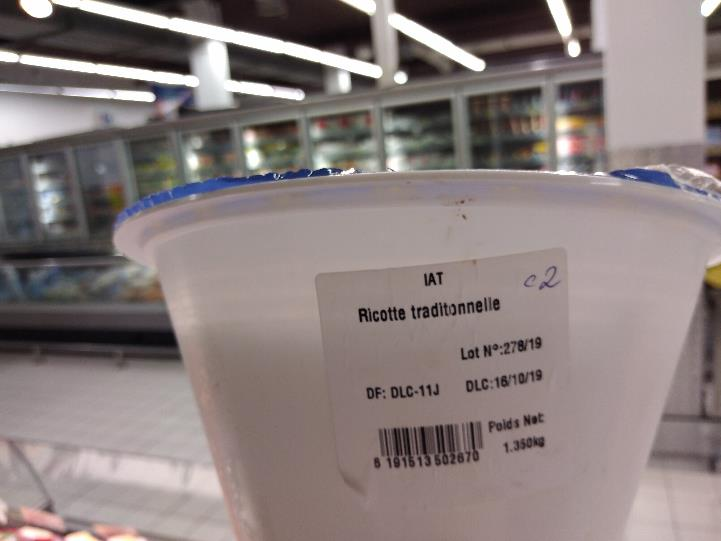 IAT
c2
Ricotte traditonnelle
Lot N°:278/19
DF: DLC-11J DLC:16/10/19
Poids Net:
1.350kg
6 191513 502670